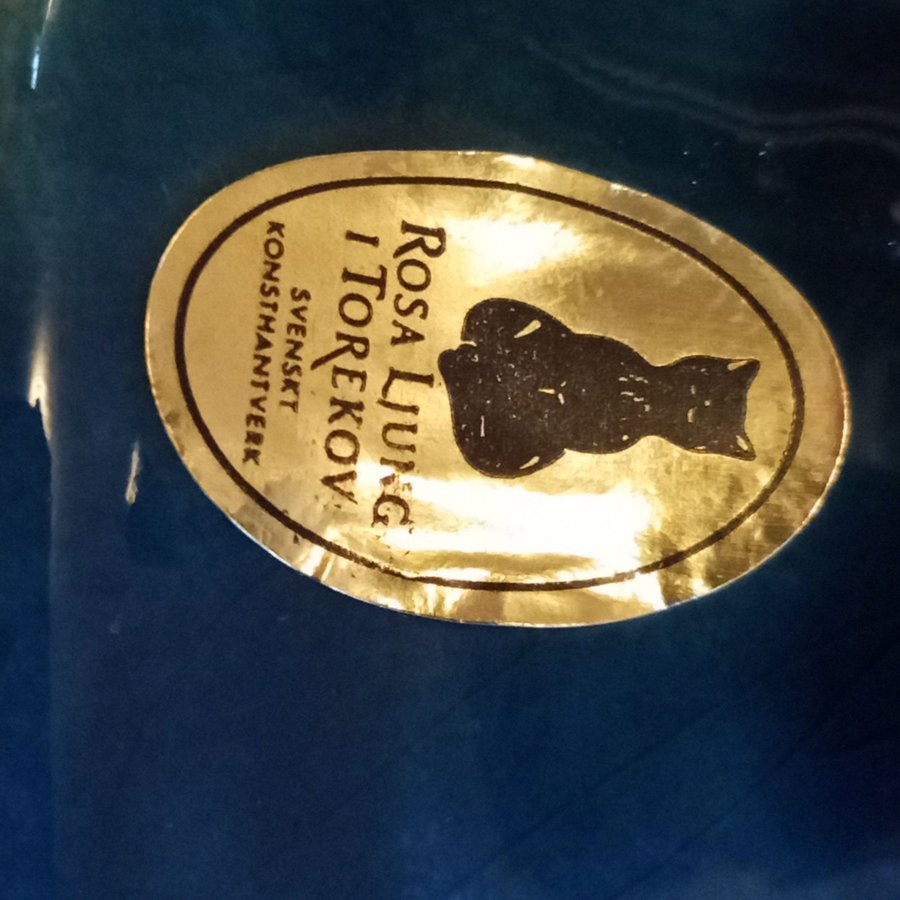 ROSA LJUNG
I TOREKOV
SVENSKT
KONSTHANTVERK